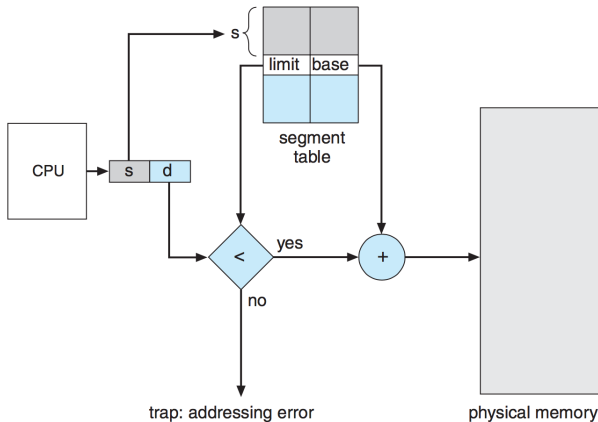 s
limit base
segment
table
CPU
s d
<
yes
+
no
trap: addressing error
physical memory